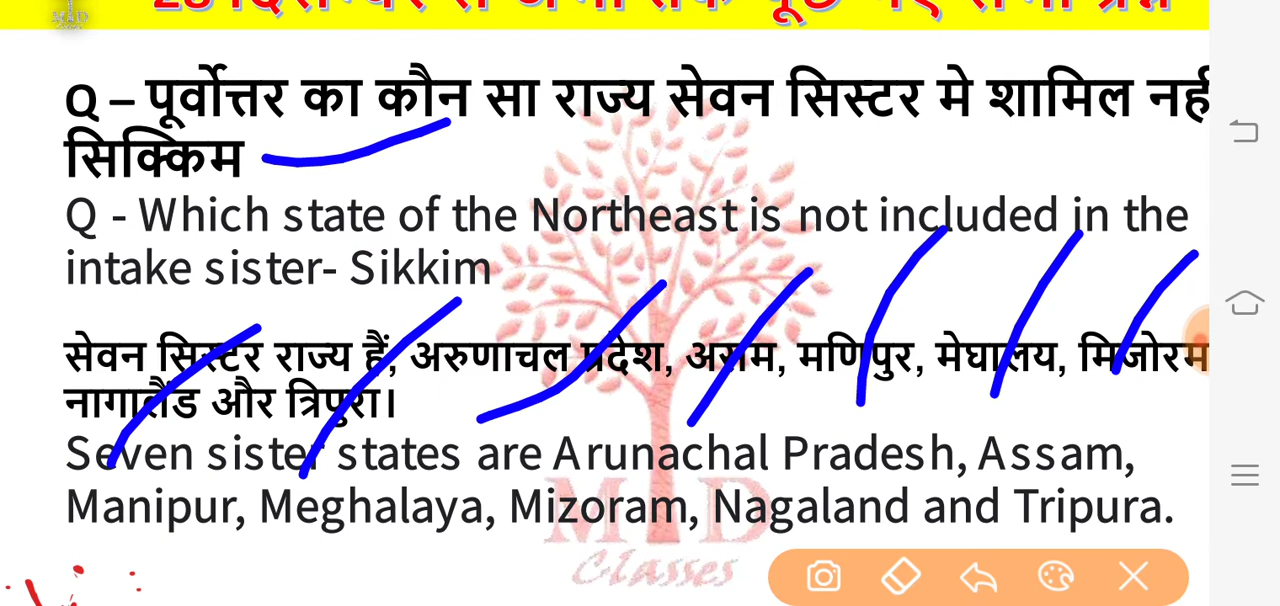 Q – पूर्वोत्तर का कौन सा राज्य सेवन सिस्टर मे शामिल नही
सिक्किम
Q - Which state of the Northeast is not included in the
intake sister- Sikkim
सेवन सिस्टर राज्य हैं, अरुणाचल प्रदेश, असम, मणिपुर, मेघालय, मिजोरम
नागालैंड और त्रिपुरा।
Seven sister states are Arunachal Pradesh, Assam,
Manipur, Meghalaya, Mizoram, Nagaland and Tripura.
MID
Classes